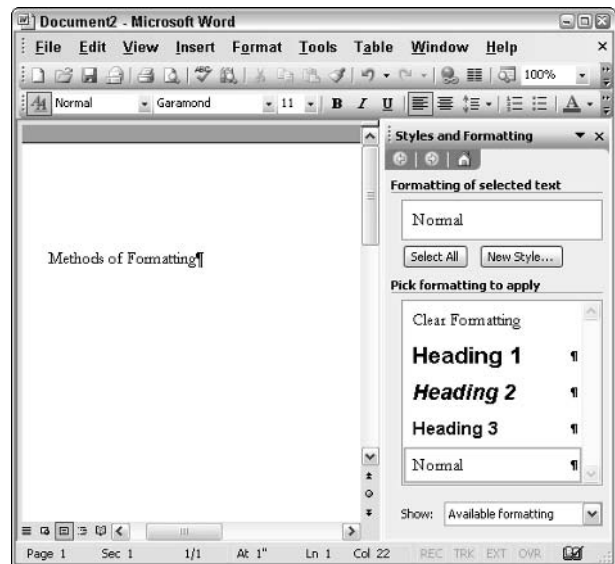 Document2 - Microsoft Word
File Edit View Insert Format Tools Table Window Help
100%
Normal Garamond 11 B I U A
Styles and Formatting
Formatting of selected text
Normal
Select All New Style...
Pick formatting to apply
Clear Formatting
Heading 1 ¶
Heading 2 ¶
Heading 3 ¶
Normal ¶
Show: Available formatting
Methods of Formatting¶
Page 1 Sec 1 1/1 At 1" Ln 1 Col 22 REC TRK EXT OVR